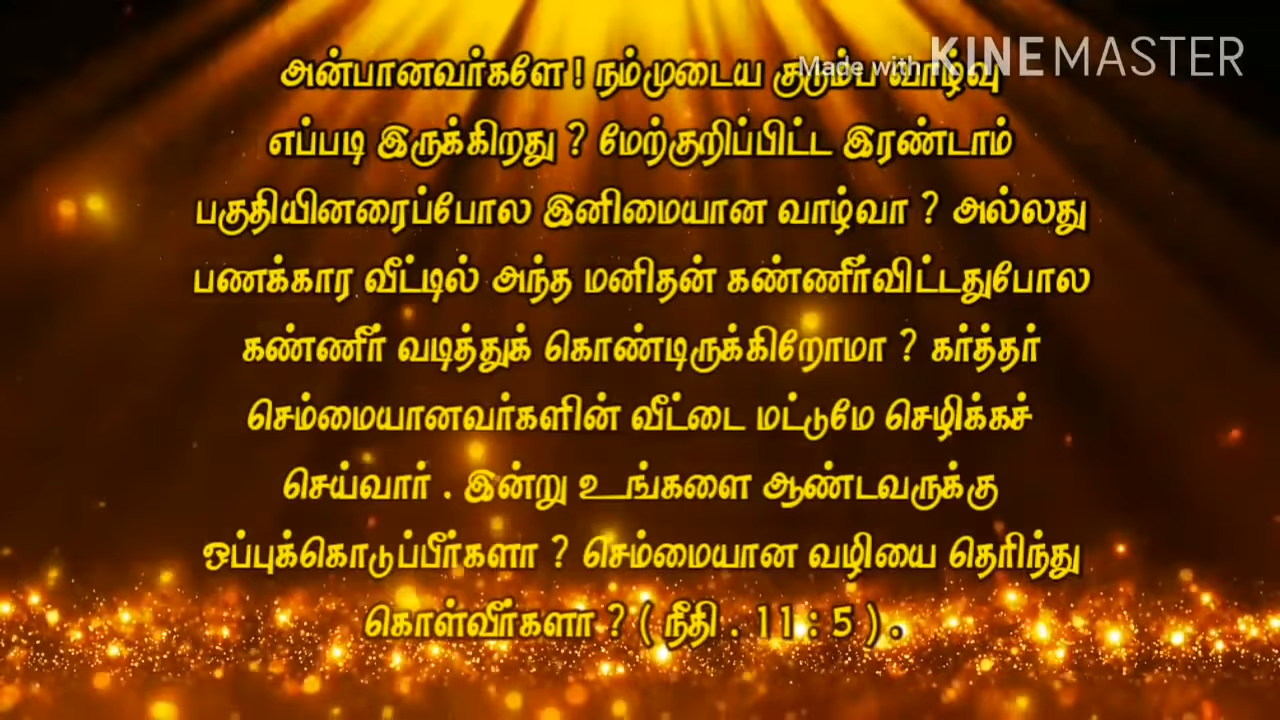 Made with KINEMASTER
அன்பானவர்களே ! நம்முடைய குடும்ப வாழ்வு
எப்படி இருக்கிறது ? மேற்குறிப்பிட்ட இரண்டாம்
பகுதியினரைப்போல இனிமையான வாழ்வா ? அல்லது
பணக்கார வீட்டில் அந்த மனிதன் கண்ணீர்விட்டதுபோல
கண்ணீர் வடித்துக் கொண்டிருக்கிறோமா ? கர்த்தர்
செம்மையானவர்களின் வீட்டை மட்டுமே செழிக்கச்
செய்வார் . இன்று உங்களை ஆண்டவருக்கு
ஒப்புக்கொடுப்பீர்களா ? செம்மையான வழியை தெரிந்து
கொள்வீர்களா ? ( நீதி . 11 : 5 ) .